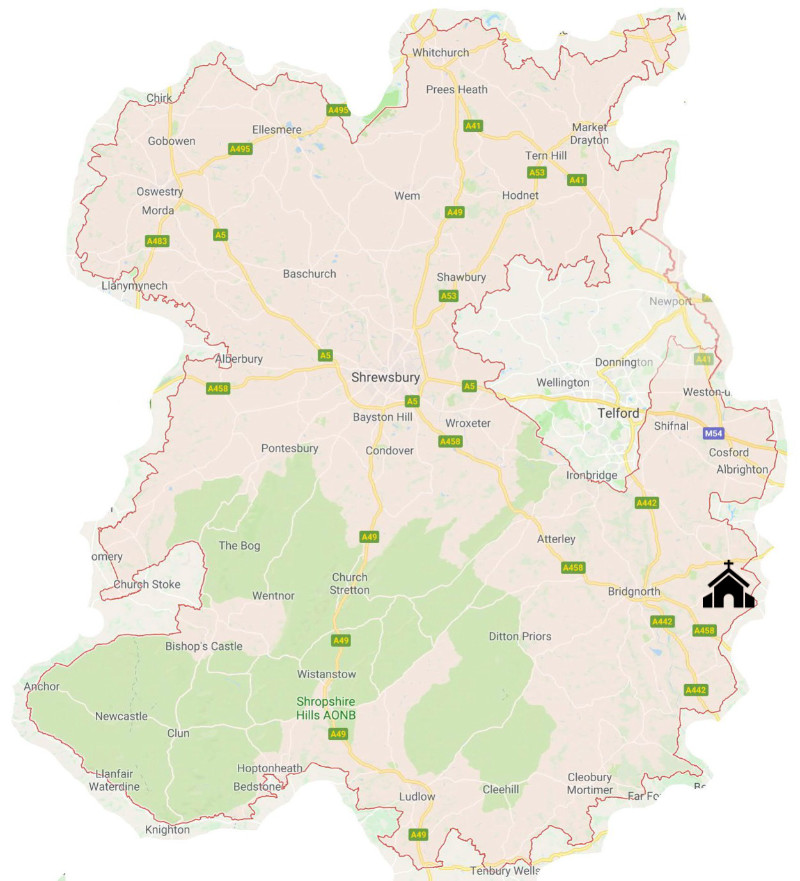 M
Whitchurch
Prees Heath
Chirk
A495
Ellesmere
A41
Market
Drayton
Gobowen
A495
Tern Hill
A53
A41
Oswestry
Wem
Hodnet
Morda
A49
A5
A483
Baschurch
Shawbury
Llanymynech
A53
Newport
Alberbury
A5
A41
Donnington
Shrewsbury
Wellington
A458
A5
Weston-u
A5
Telford
Bayston Hill
Wroxeter
Shifnal
M54
A458
Pontesbury
Condover
Cosford
Albrighton
Ironbridge
A442
A49
Atterley
The Bog
omery
A458
Church
Stretton
Church Stoke
Wentnor
Bridgnorth
A442
A458
Ditton Priors
A49
Bishop's Castle
Wistanstow
Anchor
A442
Shropshire
Hills AONB
Newcastle
Clun
A49
Hoptonheath
Llanfair
Waterdine
Bedstone
Cleobury
Mortimer
Cleehill
Ludlow
Far Fo
Knighton
A49
Tenbury Wells